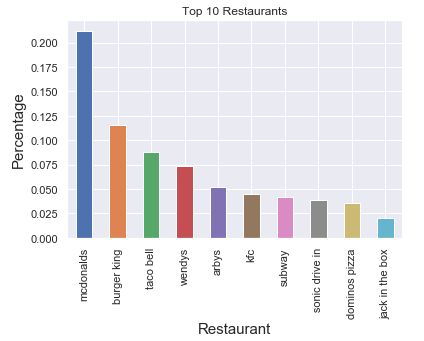 Top 10 Restaurants
Percentage
0.200
0.175
0.150
0.125
0.100
0.075
0.050
0.025
0.000
mcdonalds
burger king
taco bell
wendys
arbys
kfc
subway
sonic drive in
dominos pizza
jack in the box
Restaurant